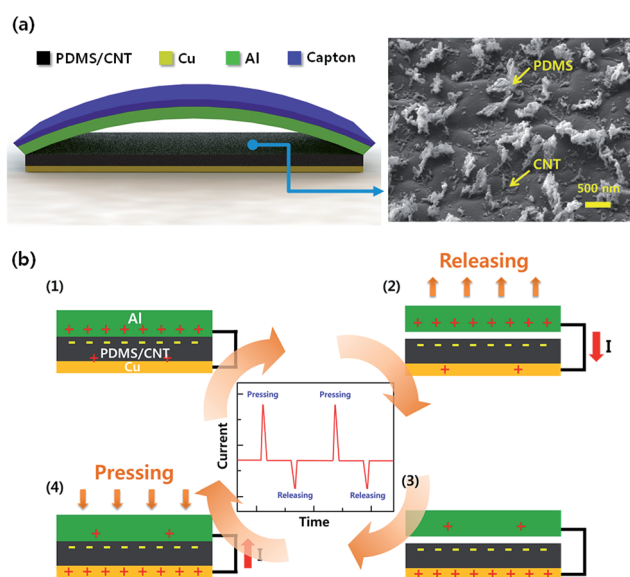 (a)
PDMS/CNT Cu Al Capton
PDMS
CNT
500 nm
(b)
Releasing
(1)
(2)
Al
+ + + + + + + + +
- - - - - - - -
PDMS/CNT
+ +
Cu
+ + + + + + + +
- - - - - - - -
+ +
I
Pressing Pressing
Current
Releasing Releasing
Time
Pressing
(4)
(3)
+ +
- - - - - - - -
+ + + + + + + +
I
+ +
- - - - - - - -
+ + + + + + + +